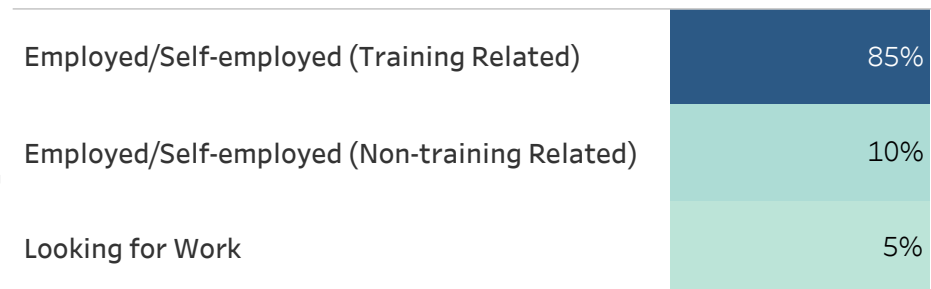 Employed/Self-employed (Training Related) 85%
Employed/Self-employed (Non-training Related) 10%
Looking for Work 5%